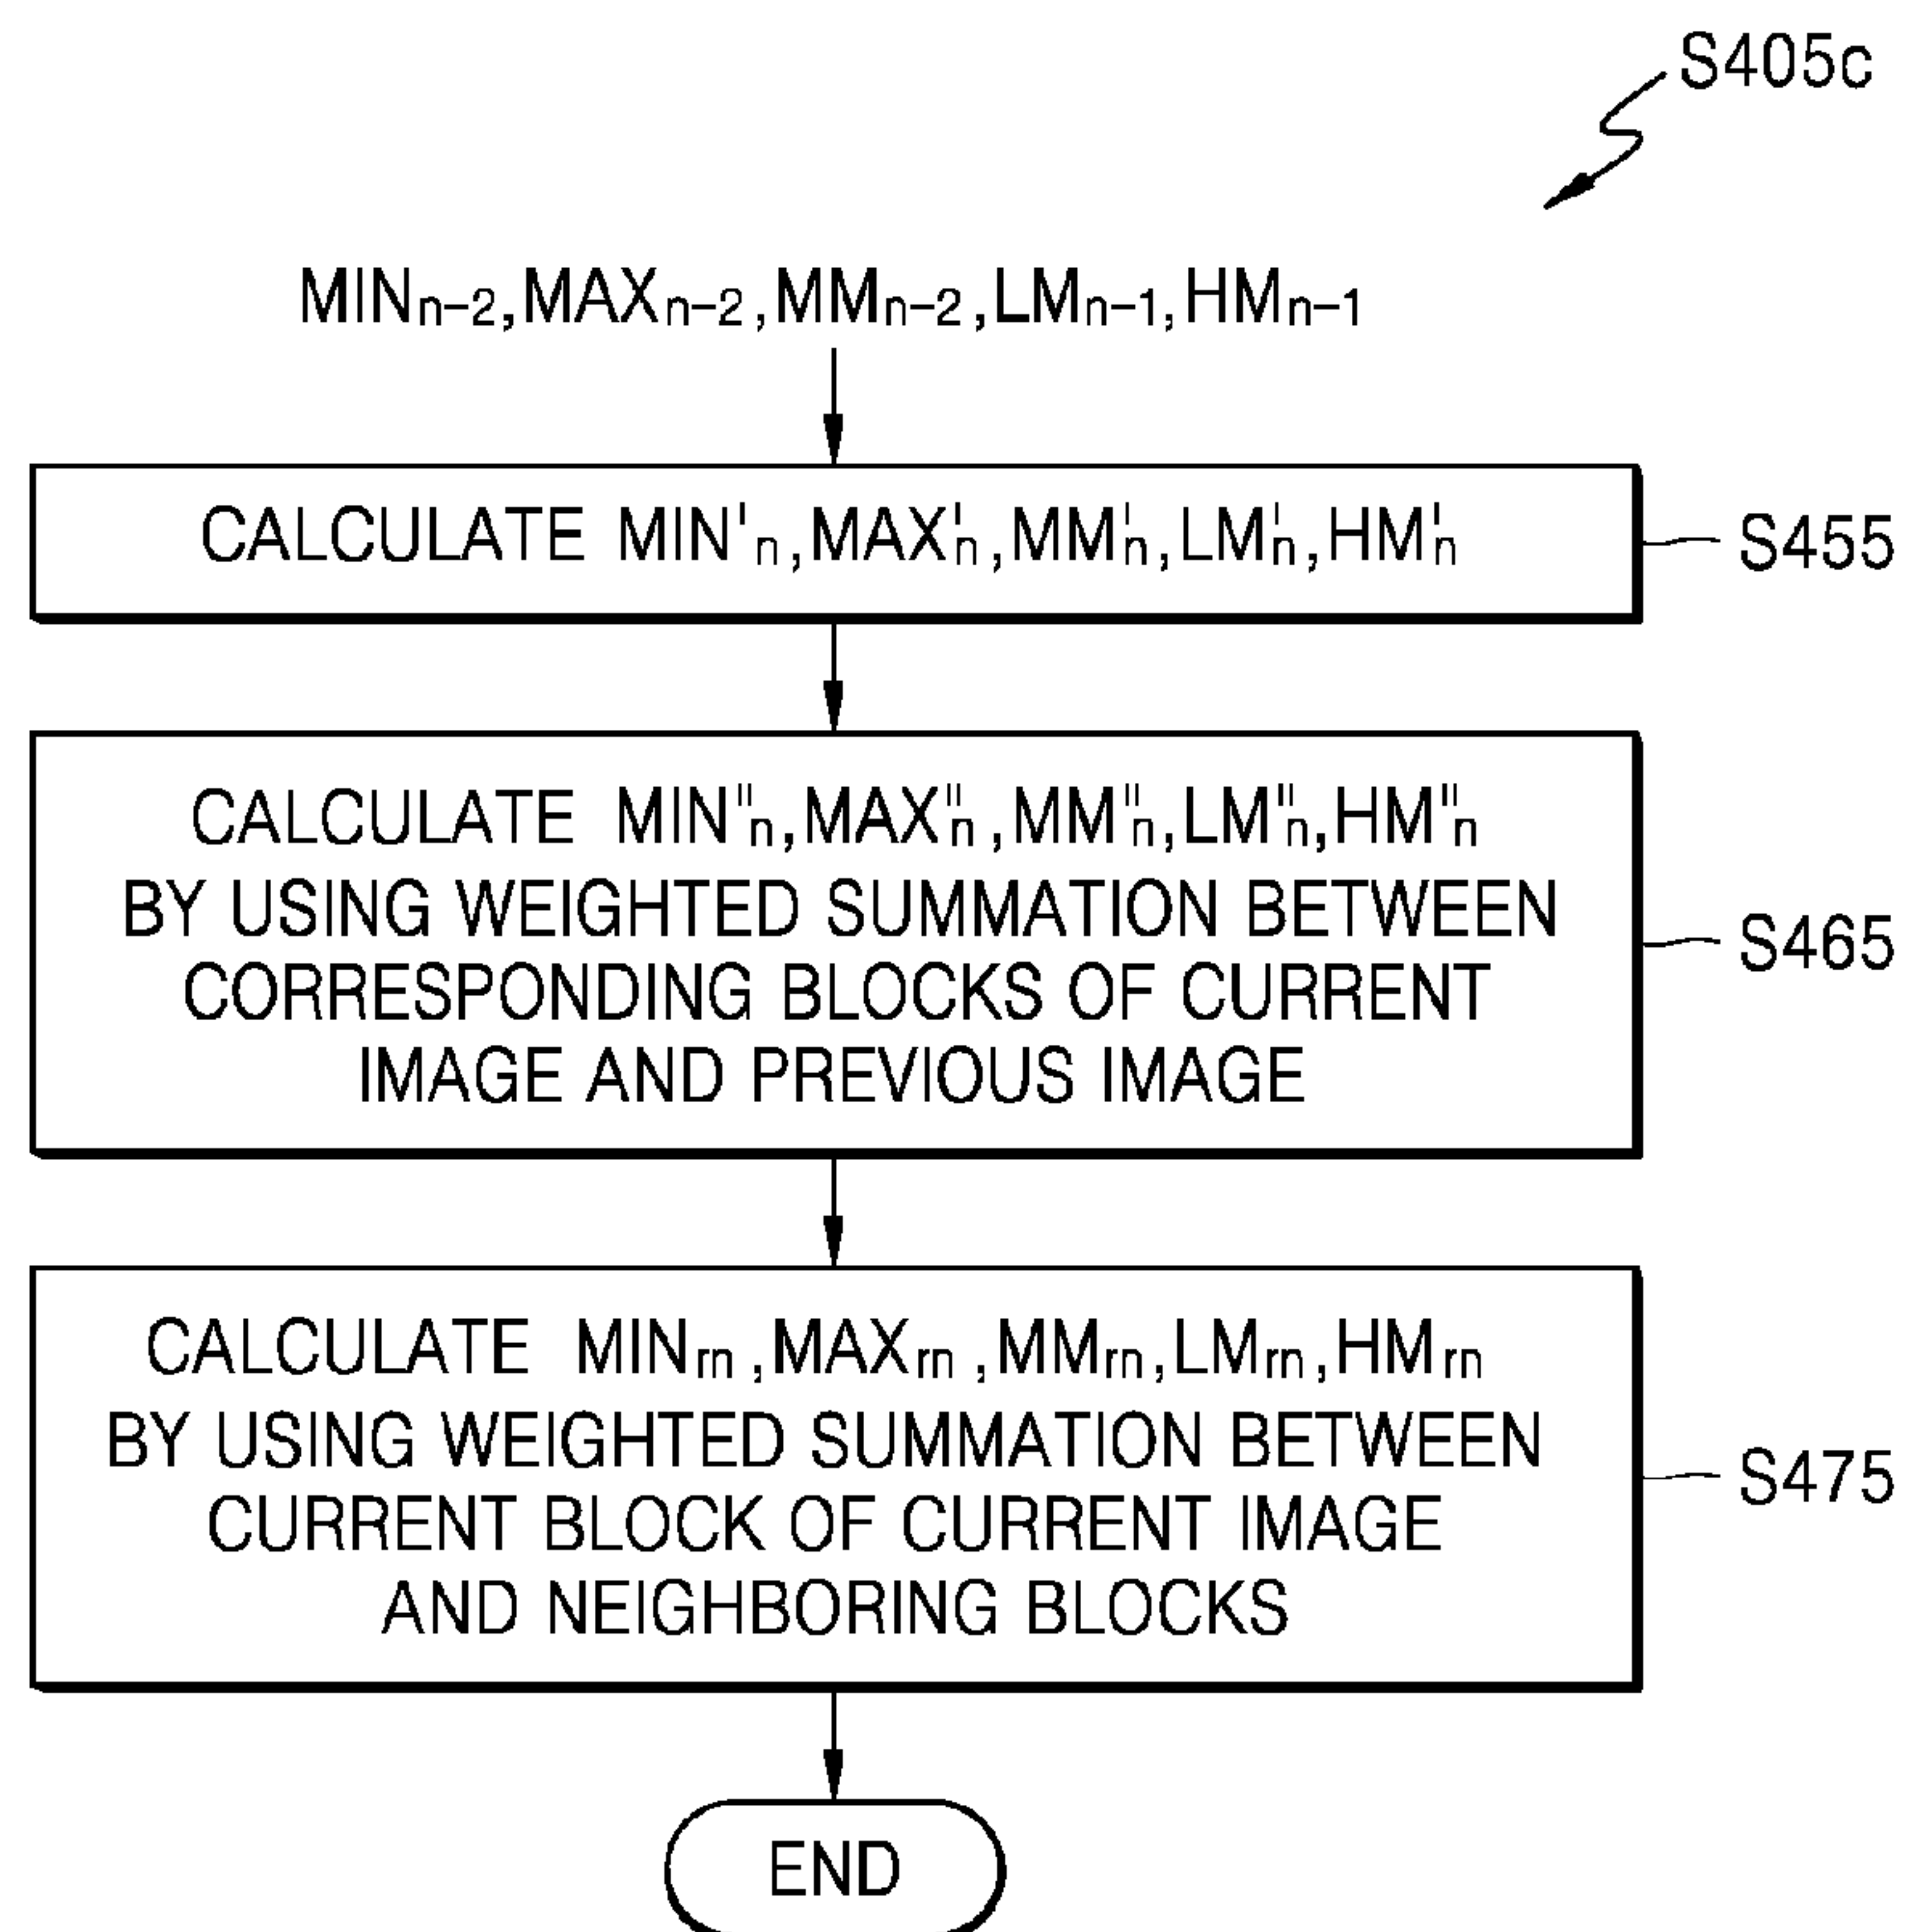 S405c
MINn-2,MAXn-2,MMn-2,LMn-1,HMn-1
CALCULATE MIN'n,MAX'n,MM'n,LM'n,HM'n
S455
CALCULATE MIN"n,MAX"n,MM"n,LM"n,HM"n
BY USING WEIGHTED SUMMATION BETWEEN
CORRESPONDING BLOCKS OF CURRENT
IMAGE AND PREVIOUS IMAGE
S465
CALCULATE MINrn,MAXrn,MMrn,LMrn,HMrn
BY USING WEIGHTED SUMMATION BETWEEN
CURRENT BLOCK OF CURRENT IMAGE
AND NEIGHBORING BLOCKS
S475
END